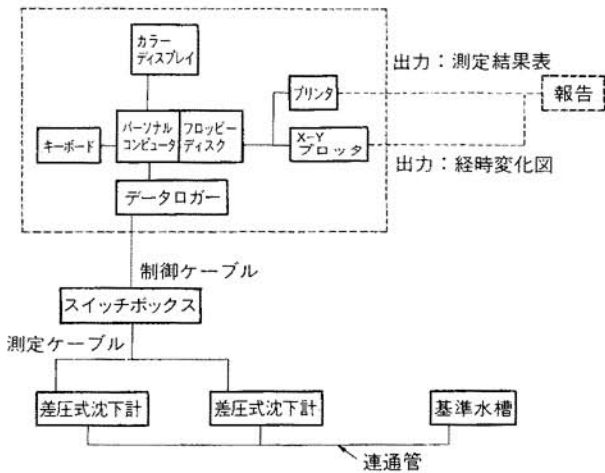 カラー
ディスプレイ
出力：測定結果表
プリンタ
報告
キーボード
パーソナル
コンピュータ
フロッピー
ディスク
X-Y
プロッタ
出力：経時変化図
データロガー
制御ケーブル
スイッチボックス
測定ケーブル
差圧式沈下計
差圧式沈下計
基準水槽
連通管